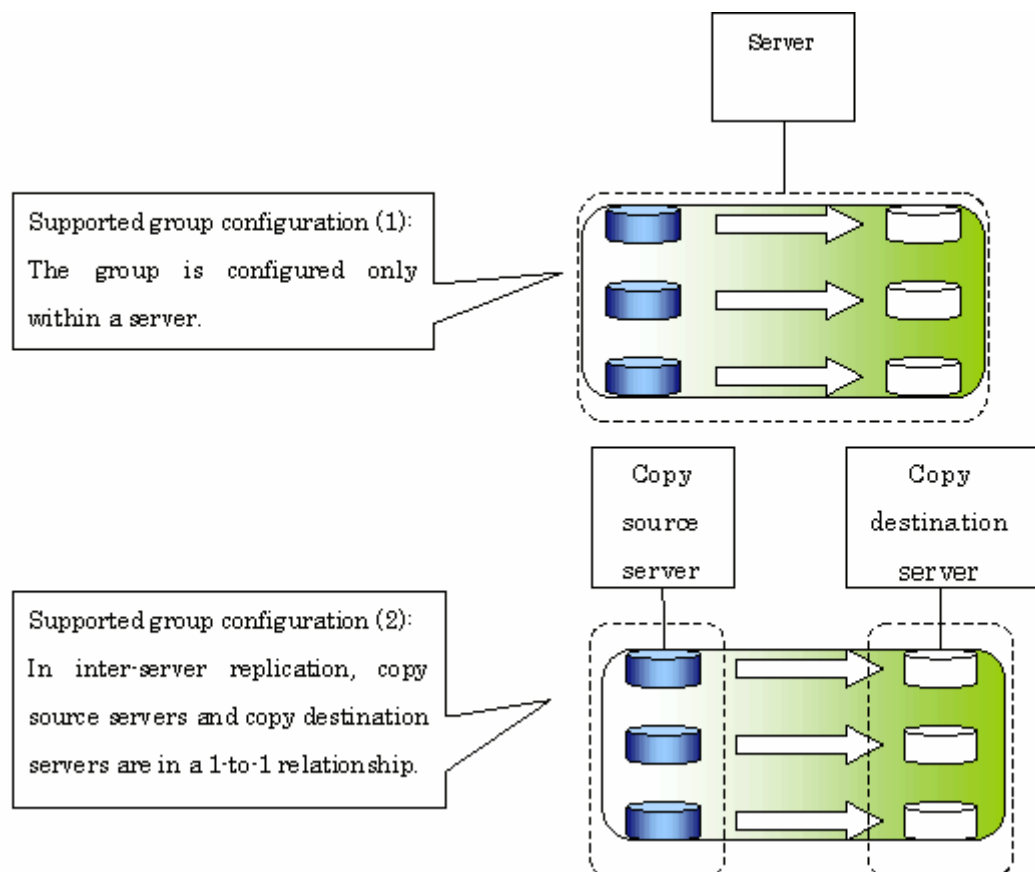 Server
Supported group configuration (1):
The group is configured only
within a server.
Copy
source
server
Copy
destination
server
Supported group configuration (2):
In inter-server replication, copy
source servers and copy destination
servers are in a 1-to-1 relationship.